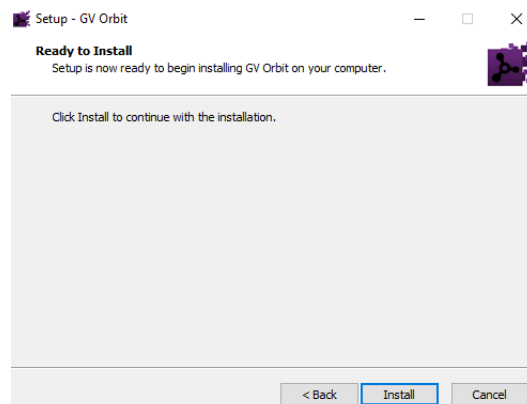 Setup - GV Orbit
Ready to Install
Setup is now ready to begin installing GV Orbit on your computer.
Click Install to continue with the installation.
< Back Install Cancel